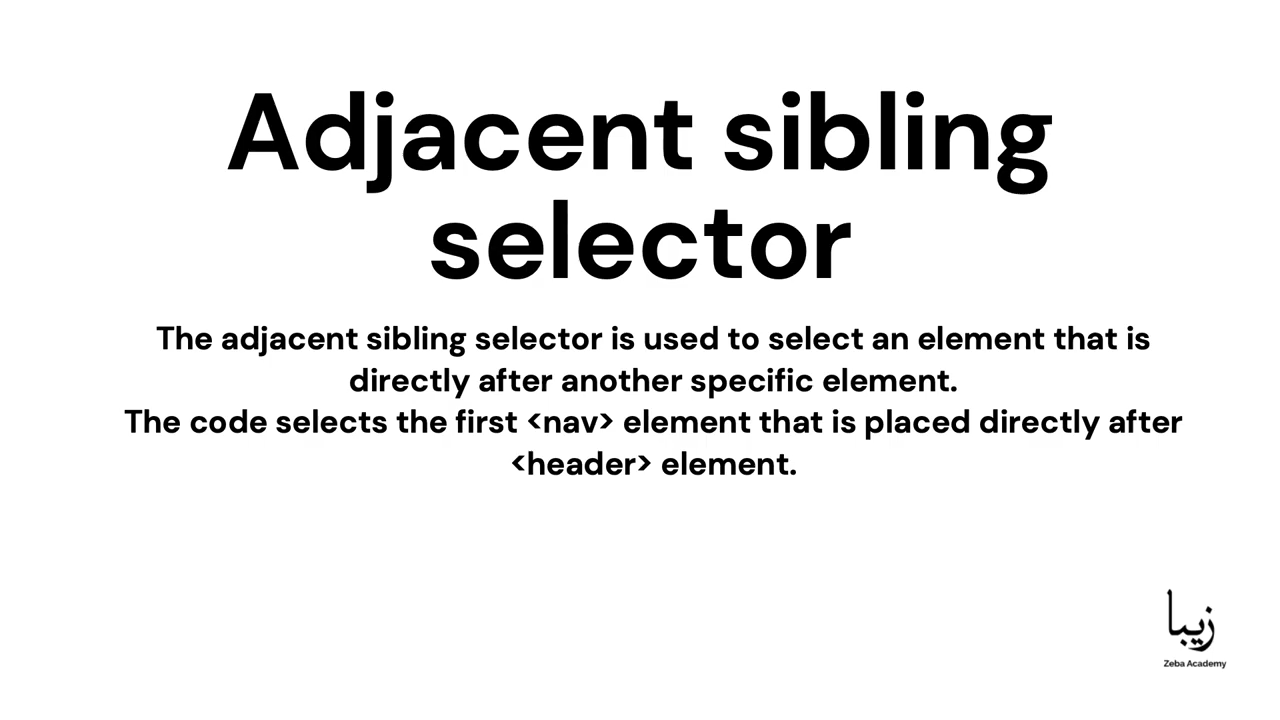 Adjacent sibling
selector
The adjacent sibling selector is used to select an element that is
directly after another specific element.
The code selects the first <nav> element that is placed directly after
<header> element.
زیبا
Zeba Academy